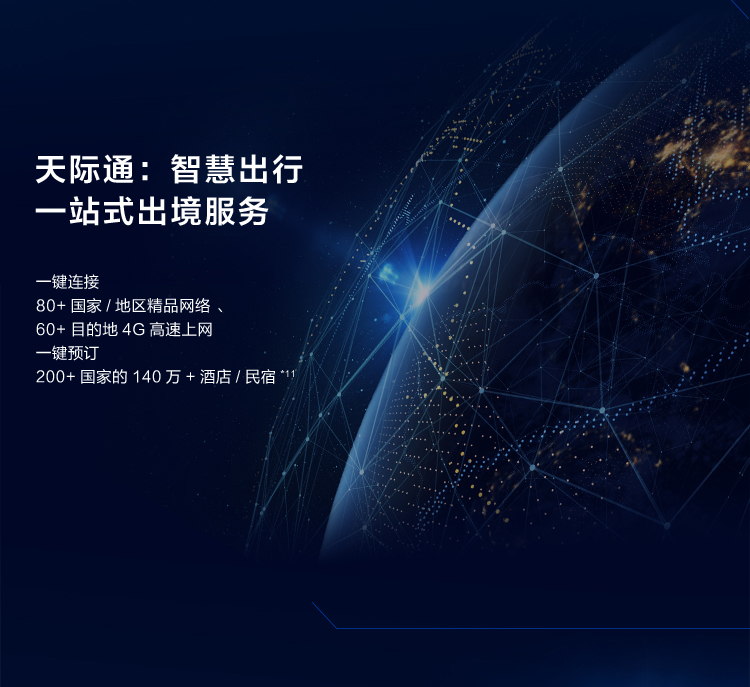 天际通：智慧出行
一站式出境服务
一键连接
80+ 国家 / 地区精品网络 、
60+ 目的地 4G 高速上网
一键预订
200+ 国家的 140 万 + 酒店 / 民宿 *11